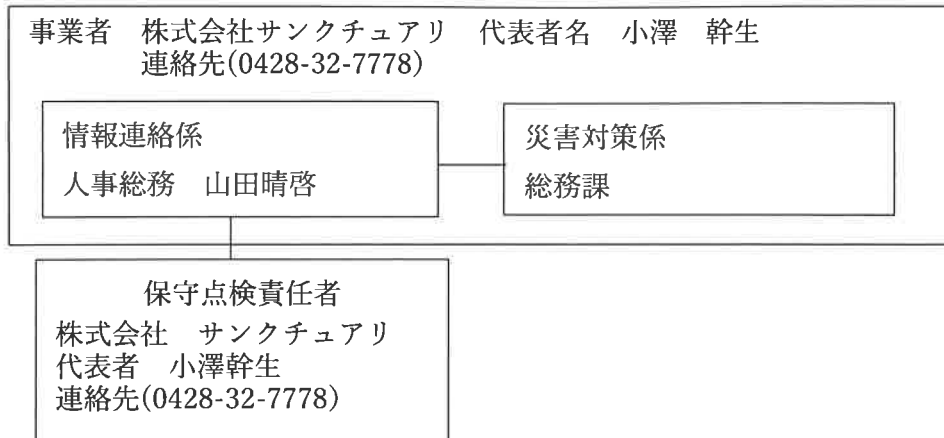 事業者　株式会社サンクチュアリ　代表者名　小澤　幹生
連絡先(0428-32-7778)
情報連絡係
人事総務　山田晴啓
災害対策係
総務課
保守点検責任者
株式会社　サンクチュアリ
代表者　小澤幹生
連絡先(0428-32-7778)